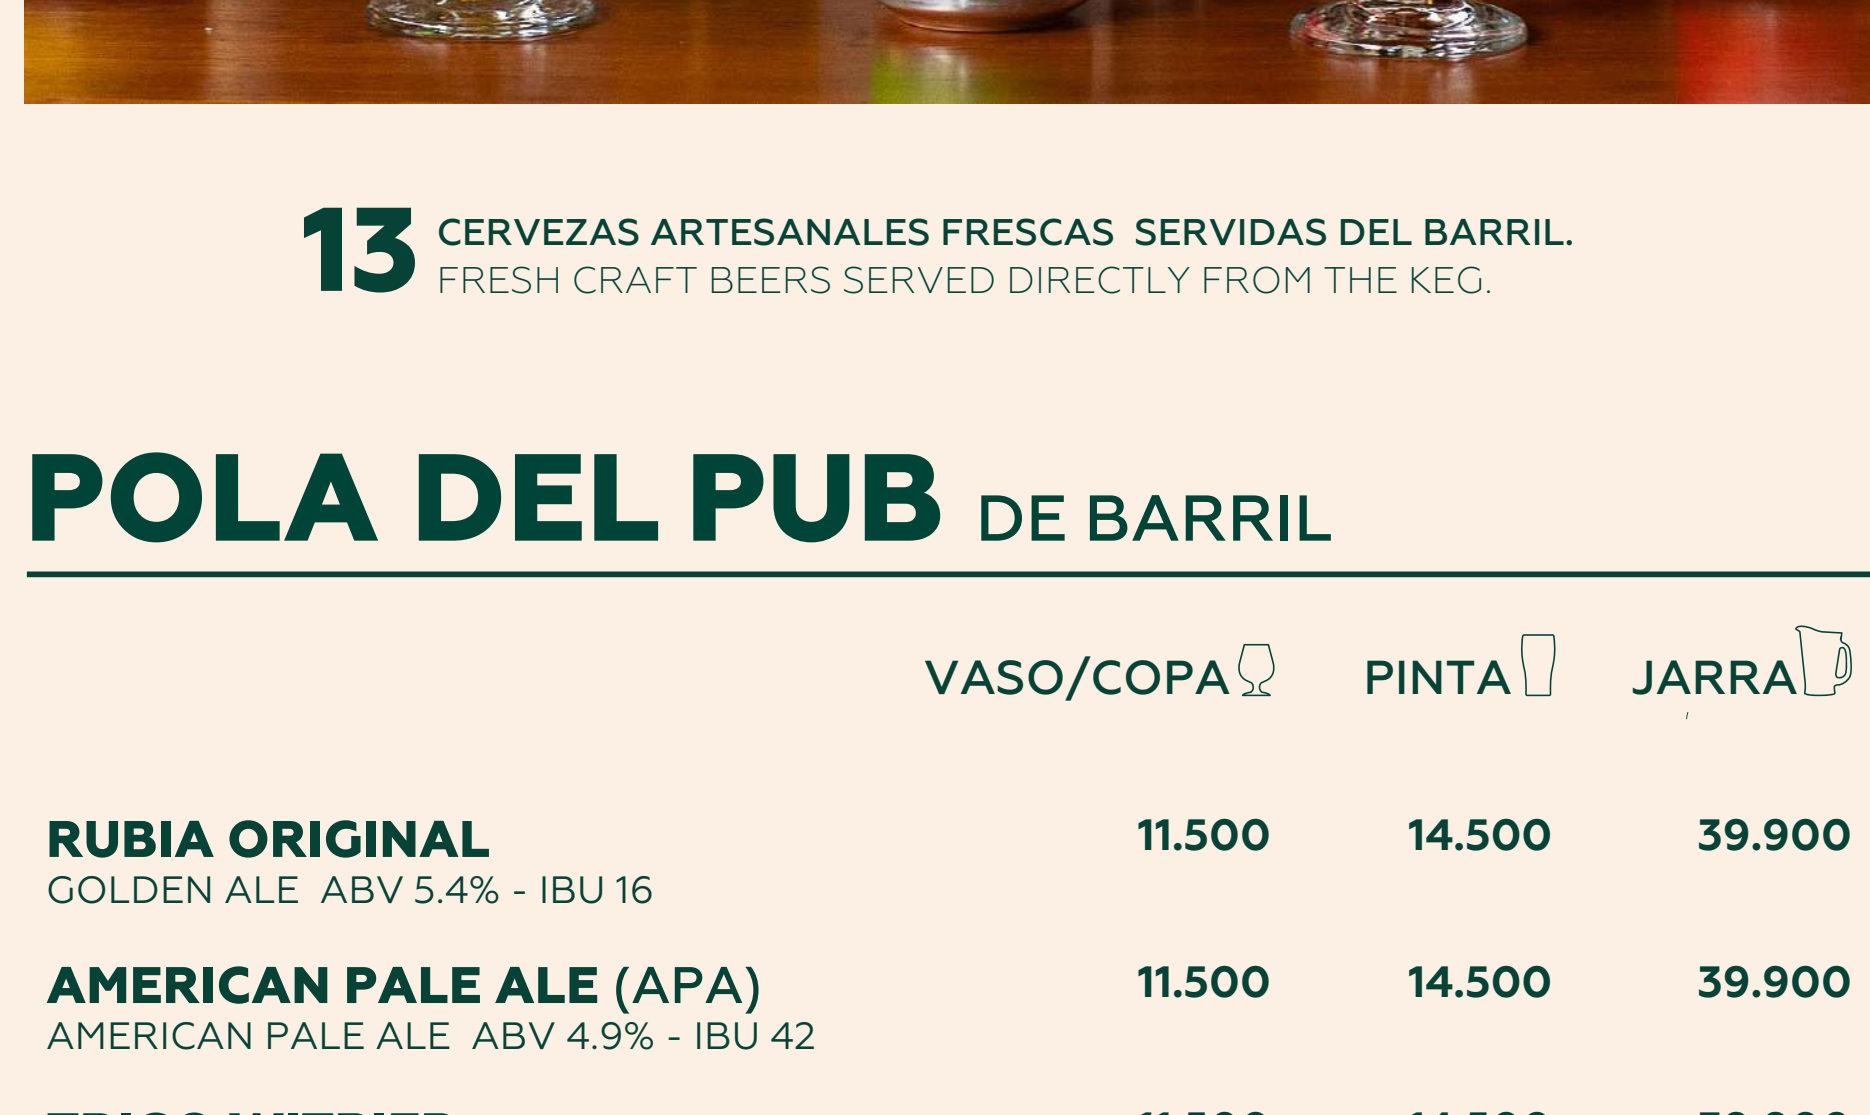 13 CERVEZAS ARTESANALES FRESCAS SERVIDAS DEL BARRIL.
FRESH CRAFT BEERS SERVED DIRECTLY FROM THE KEG.
POLA DEL PUB DE BARRIL
VASO/COPA PINTA JARRA
RUBIA ORIGINAL 11.500 14.500 39.900
GOLDEN ALE ABV 5.4% - IBU 16
AMERICAN PALE ALE (APA) 11.500 14.500 39.900
AMERICAN PALE ALE ABV 4.9% - IBU 42